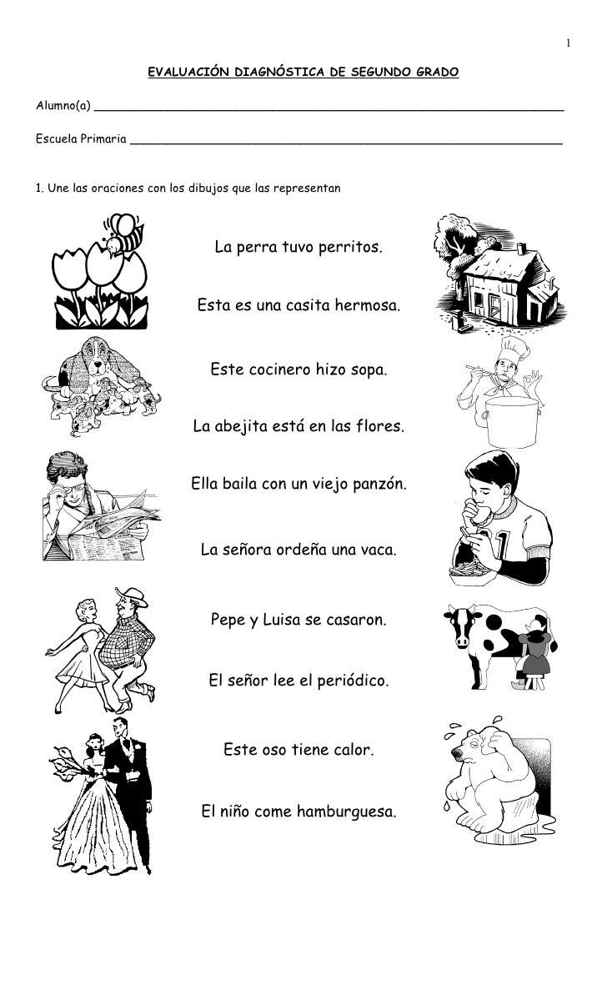 1
EVALUACIÓN DIAGNÓSTICA DE SEGUNDO GRADO
Alumno(a) ___________________________________________________________________
Escuela Primaria ______________________________________________________________
1. Une las oraciones con los dibujos que las representan
La perra tuvo perritos.
Esta es una casita hermosa.
Este cocinero hizo sopa.
La abejita está en las flores.
Ella baila con un viejo panzón.
La señora ordeña una vaca.
Pepe y Luisa se casaron.
El señor lee el periódico.
Este oso tiene calor.
El niño come hamburguesa.